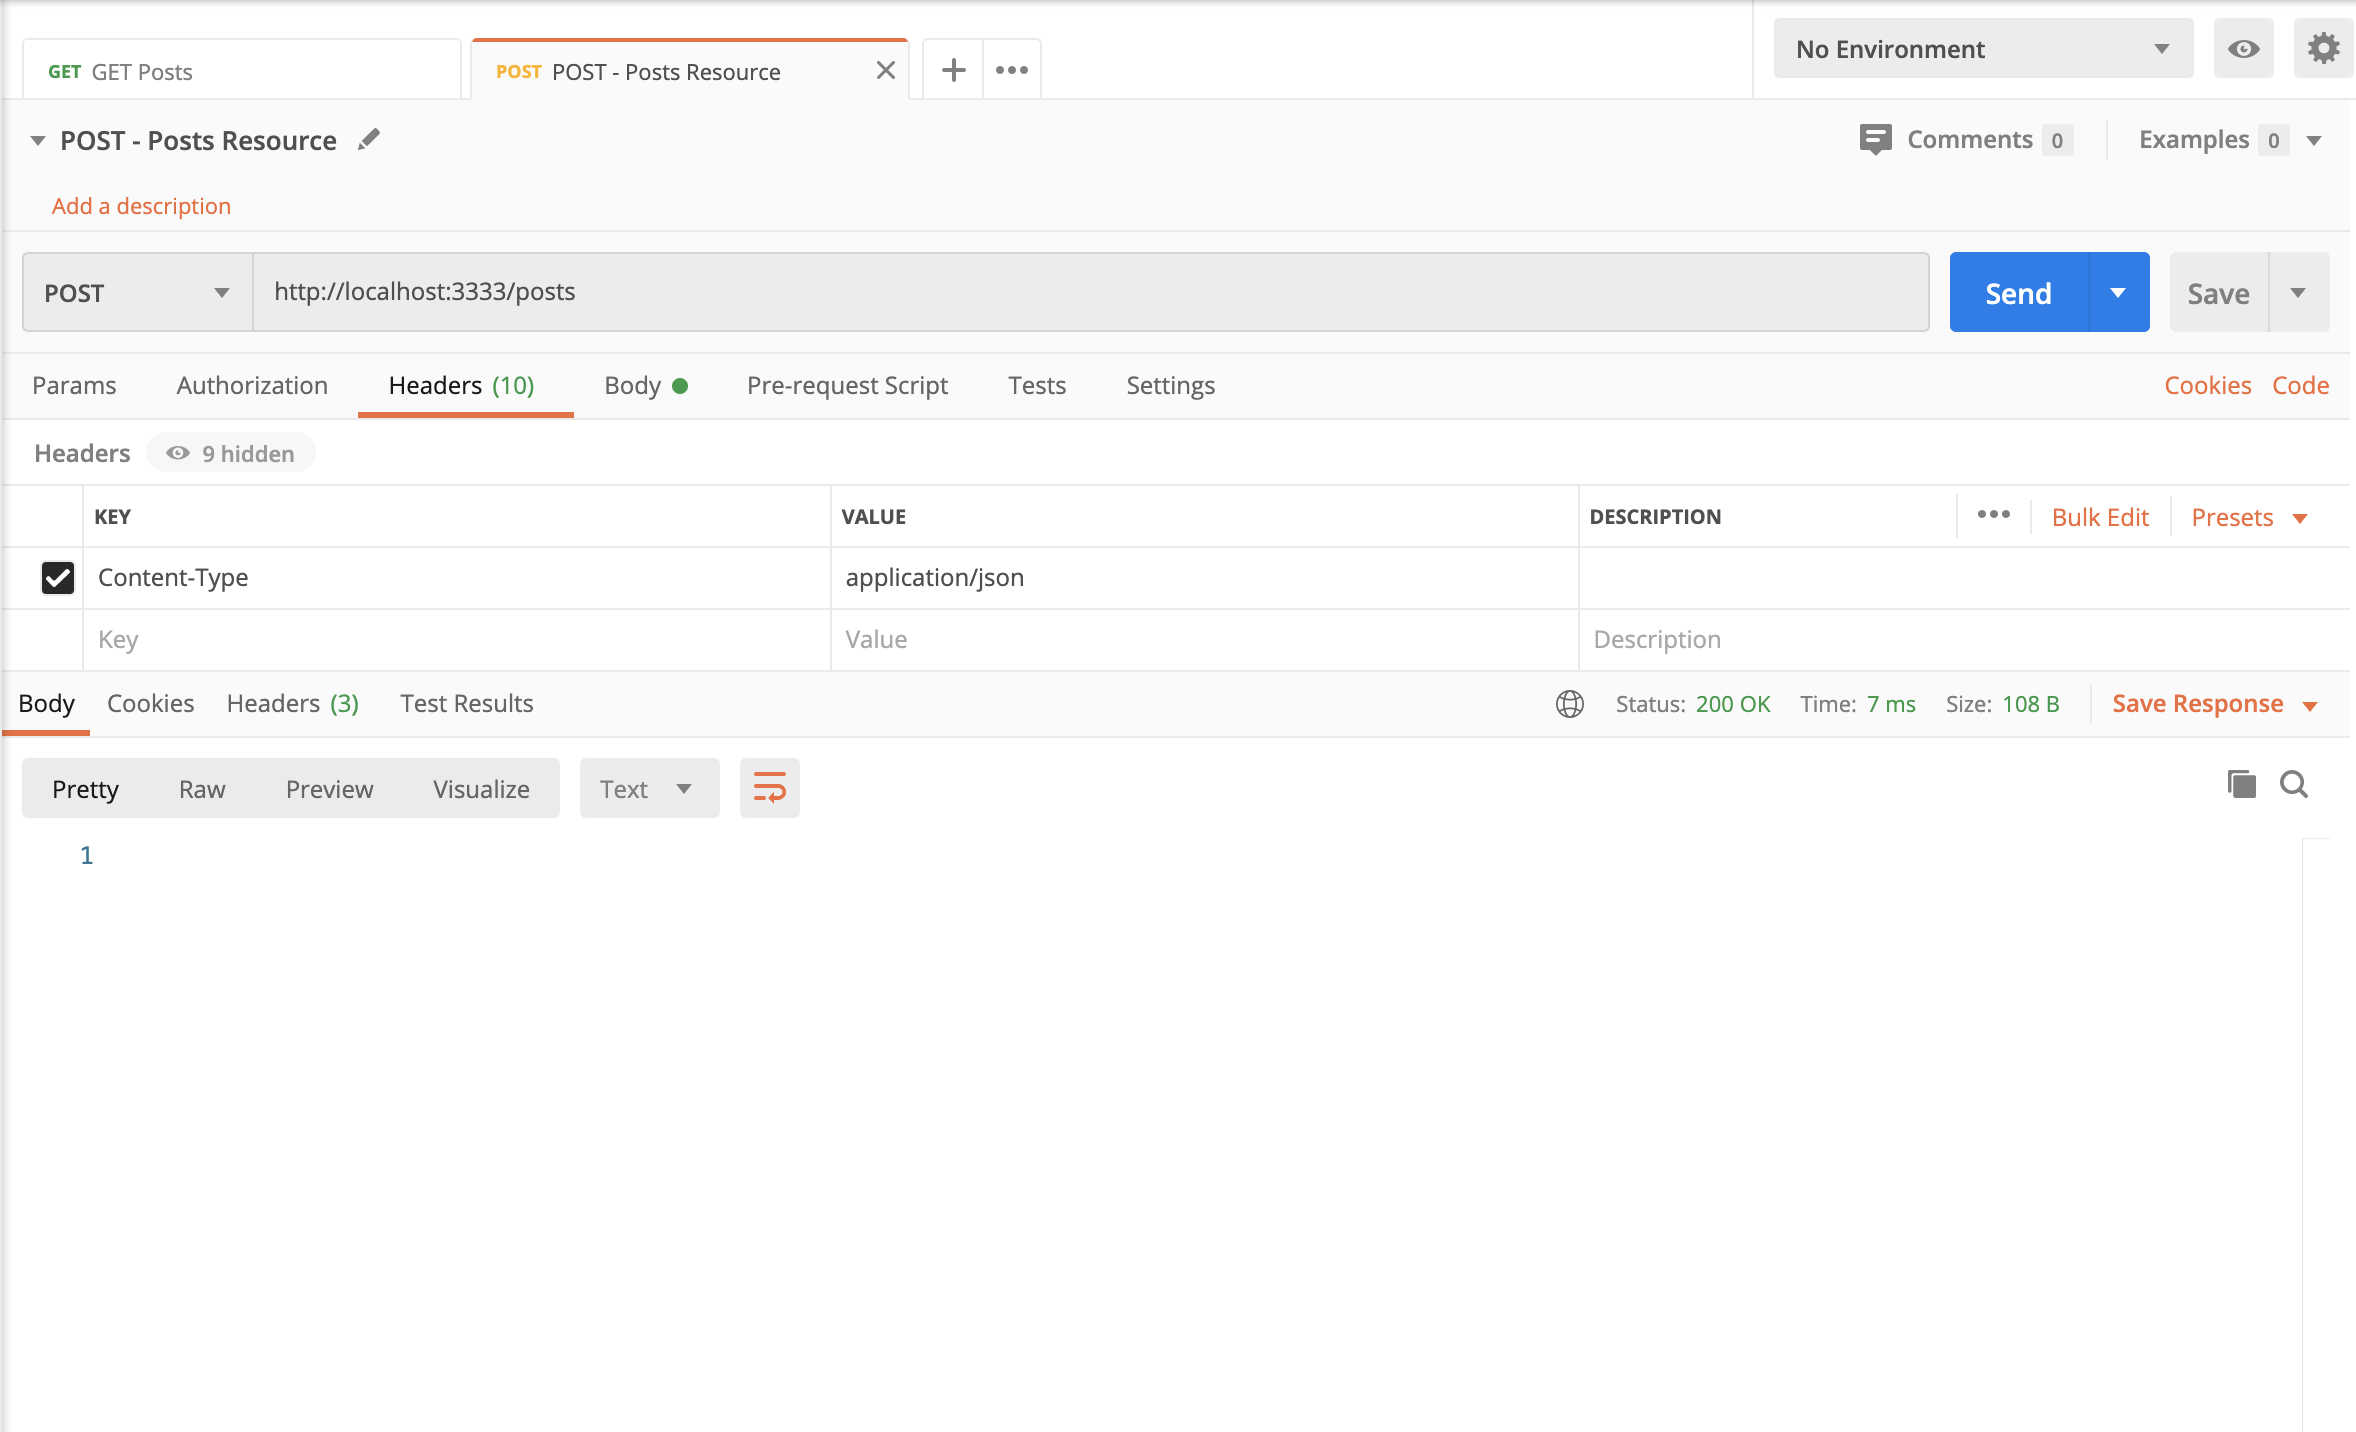 GET GET Posts
POST POST - Posts Resource
No Environment
POST - Posts Resource
Comments 0
Examples 0
Add a description
POST
http://localhost:3333/posts
Send
Save
Params Authorization Headers (10) Body Pre-request Script Tests Settings
Cookies Code
Headers 9 hidden
KEY VALUE DESCRIPTION
Bulk Edit Presets
Content-Type application/json
Key Value Description
Body Cookies Headers (3) Test Results
Status: 200 OK Time: 7 ms Size: 108 B Save Response
Pretty Raw Preview Visualize Text
1